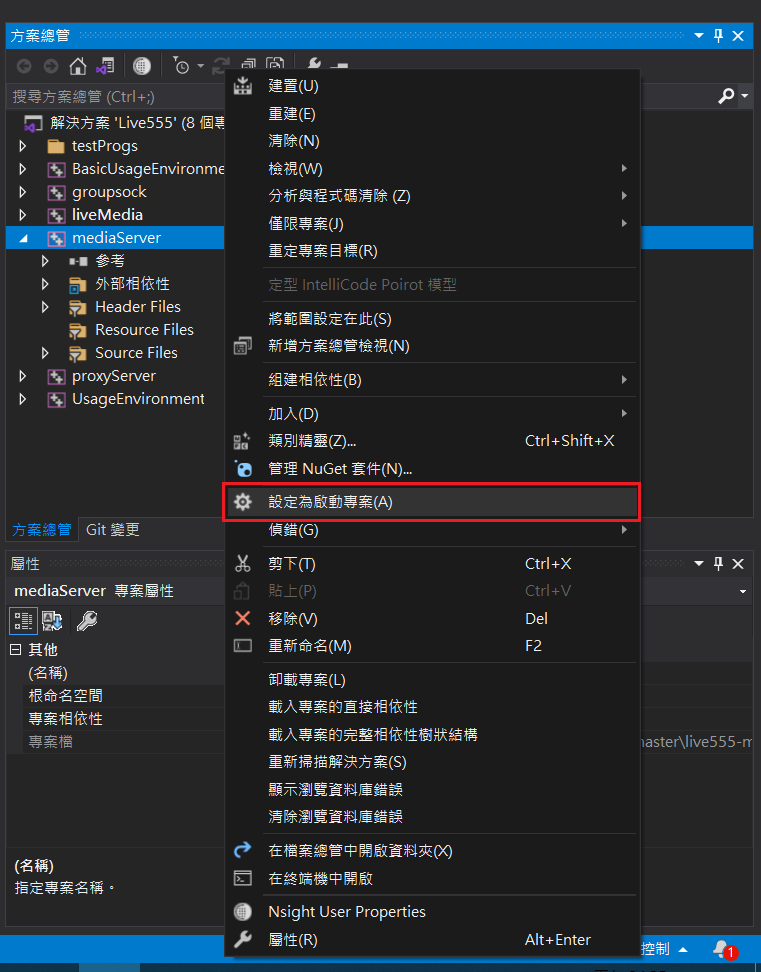 方案總管
搜尋方案總管 (Ctrl+;)
解決方案 'Live555' (8 個專
testProgs
BasicUsageEnvironme
groupsock
liveMedia
mediaServer
參考
外部相依性
Header Files
Resource Files
Source Files
proxyServer
UsageEnvironment
方案總管 Git 變更
屬性
mediaServer 專案屬性
其他
(名稱)
根命名空間
專案相依性
專案檔
naster\live555-m
(名稱)
指定專案名稱。
建置(U)
重建(E)
清除(N)
檢視(W)
分析與程式碼清除 (Z)
僅限專案(J)
重定專案目標(R)
定型 IntelliCode Poirot 模型
將範圍設定在此(S)
新增方案總管檢視(N)
組建相依性(B)
加入(D)
類別精靈(Z)... Ctrl+Shift+X
管理 NuGet 套件(N)...
設定為啟動專案(A)
偵錯(G)
剪下(T) Ctrl+X
貼上(P) Ctrl+V
移除(V) Del
重新命名(M) F2
卸載專案(L)
載入專案的直接相依性
載入專案的完整相依性樹狀結構
重新掃描解決方案(S)
顯示瀏覽資料庫錯誤
清除瀏覽資料庫錯誤
在檔案總管中開啟資料夾(X)
在終端機中開啟
Nsight User Properties
屬性(R) Alt+Enter
控制
1